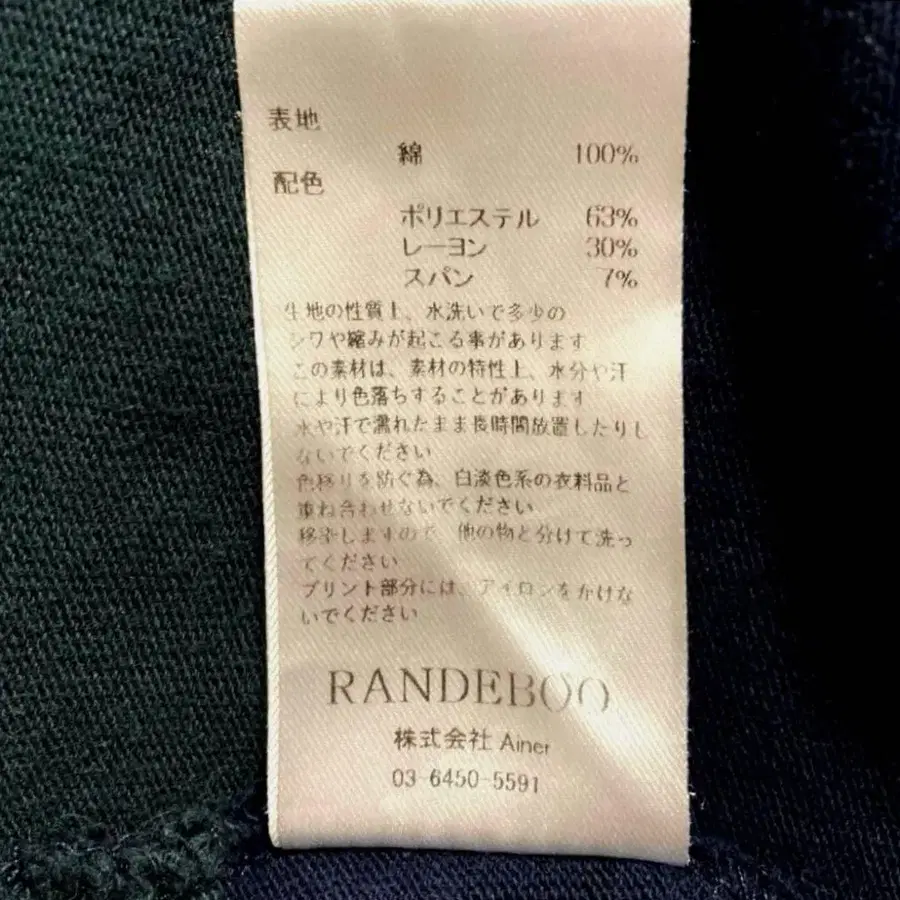 表地
綿 100%
配色
ポリエステル 63%
レーヨン 30%
スパン 7%
生地の性質上、水洗いで多少の
シワや縮みが起こる事があります
この素材は、素材の特性上、水分や汗
により色落ちすることがあります
水や汗で濡れたまま長時間放置したりし
ないでください
色移りを防ぐ為、白淡色系の衣料品と
重ね合わせないでください
移染しますので、他の物と分けて洗っ
てください
プリント部分には、アイロンをかけな
いでください
RANDEBOO
株式会社 Ainer
03-6450-5591